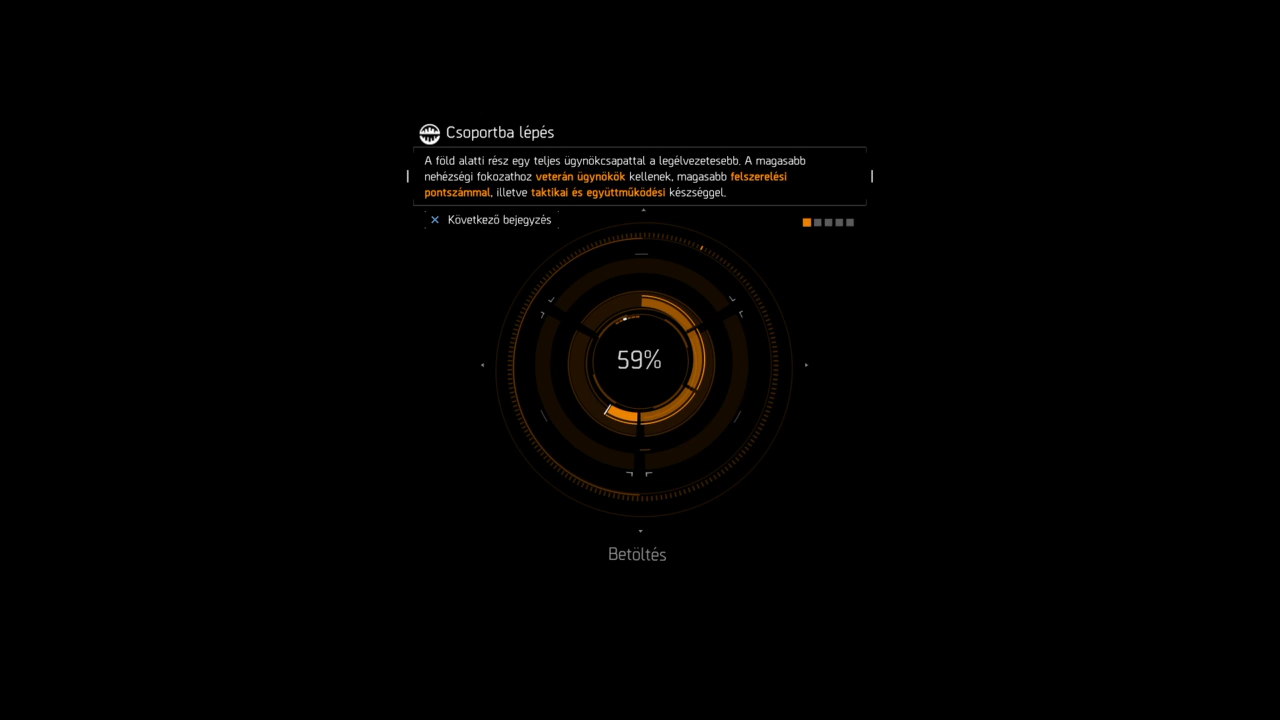 Csoportba lépés
A föld alatti rész egy teljes ügynökcsapattal a legélvezetesebb. A magasabb
nehézségi fokozathoz veterán ügynökök kellenek, magasabb felszerelési
pontszámmal, illetve taktikai és együttműködési készséggel.
Következő bejegyzés
59%
Betöltés